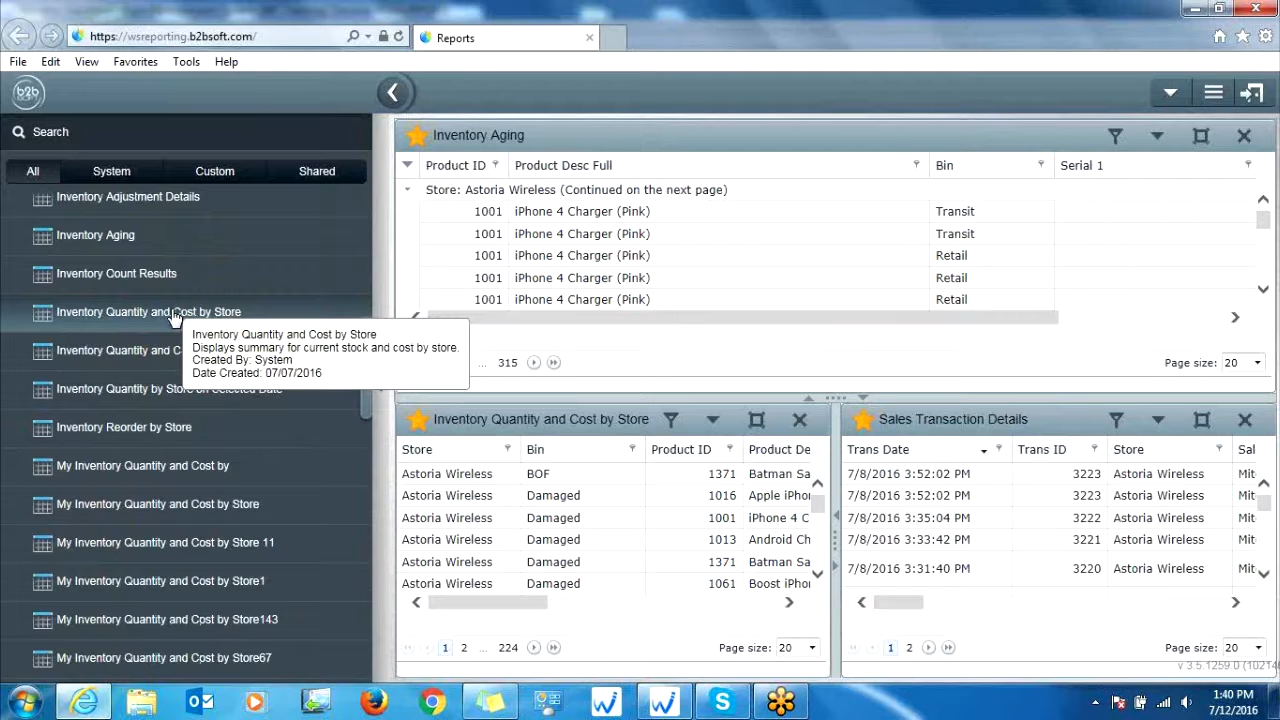 https://wsreporting.b2bsoft.com/
Reports
File Edit View Favorites Tools Help
b2b
Search
All System Custom Shared
Inventory Adjustment Details
Inventory Aging
Inventory Count Results
Inventory Quantity and Cost by Store
Inventory Quantity and Cost by Store
Displays summary for current stock and cost by store.
Created By: System
Date Created: 07/07/2016
Inventory Quantity and C
Inventory Quantity by Store on Selected Date
Inventory Reorder by Store
My Inventory Quantity and Cost by
My Inventory Quantity and Cost by Store
My Inventory Quantity and Cost by Store 11
My Inventory Quantity and Cost by Store1
My Inventory Quantity and Cost by Store143
My Inventory Quantity and Cost by Store67
Inventory Aging
Product ID Product Desc Full Bin Serial 1
Store: Astoria Wireless (Continued on the next page)
1001 iPhone 4 Charger (Pink) Transit
1001 iPhone 4 Charger (Pink) Transit
1001 iPhone 4 Charger (Pink) Retail
1001 iPhone 4 Charger (Pink) Retail
1001 iPhone 4 Charger (Pink) Retail
... 315 Page size: 20
Inventory Quantity and Cost by Store
Store Bin Product ID Product De
Astoria Wireless BOF 1371 Batman Sa
Astoria Wireless Damaged 1016 Apple iPhor
Astoria Wireless Damaged 1001 iPhone 4 C
Astoria Wireless Damaged 1013 Android Ch
Astoria Wireless Damaged 1371 Batman Sa
Astoria Wireless Damaged 1061 Boost iPhor
1 2 ... 224 Page size: 20
Sales Transaction Details
Trans Date Trans ID Store Sal
7/8/2016 3:52:02 PM 3223 Astoria Wireless Mit
7/8/2016 3:52:02 PM 3223 Astoria Wireless Mit
7/8/2016 3:35:04 PM 3222 Astoria Wireless Mit
7/8/2016 3:33:42 PM 3221 Astoria Wireless Mit
7/8/2016 3:31:40 PM 3220 Astoria Wireless Mit
1 2 Page size: 20
v 3.5.1259.0 (10214
1:40 PM
7/12/2016